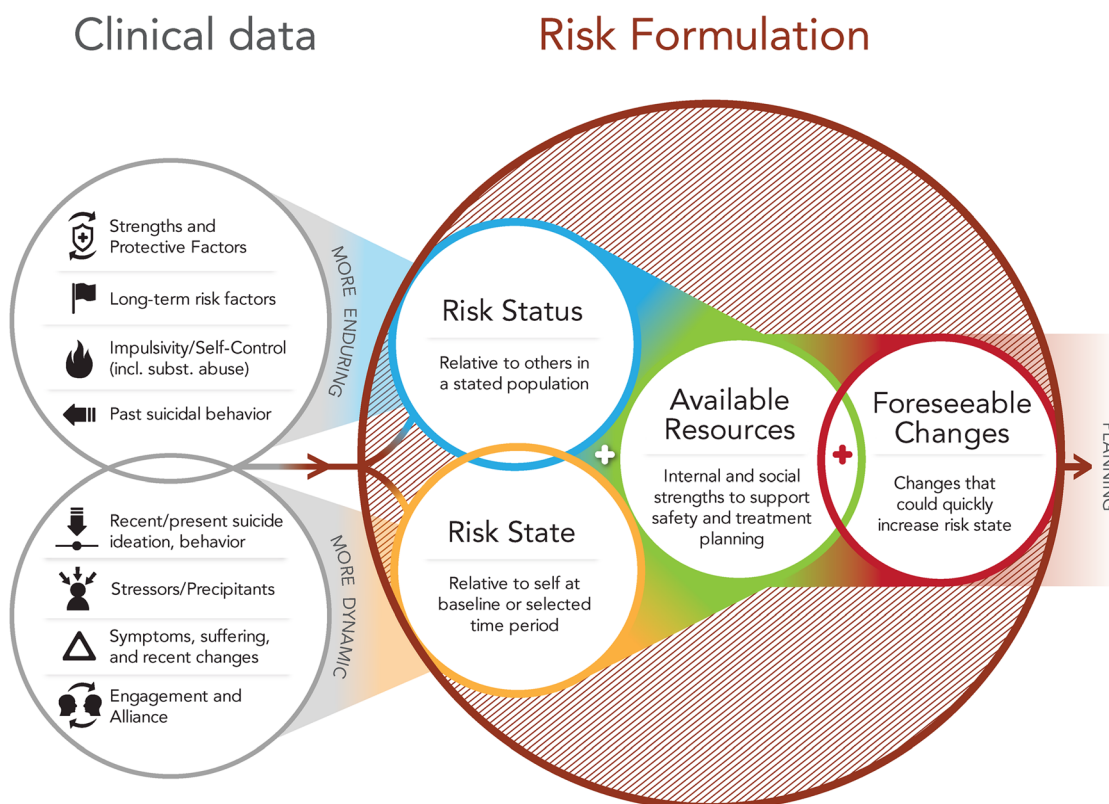 Clinical data
Risk Formulation
Strengths and
Protective Factors
Long-term risk factors
Impulsivity/Self-Control
(incl. subst. abuse)
Past suicidal behavior
MORE ENDURING
Recent/present suicide
ideation, behavior
Stressors/Precipitants
Symptoms, suffering,
and recent changes
Engagement and
Alliance
MORE DYNAMIC
Risk Status
Relative to others in
a stated population
Risk State
Relative to self at
baseline or selected
time period
Available
Resources
Internal and social
strengths to support
safety and treatment
planning
Foreseeable
Changes
Changes that
could quickly
increase risk state
PLANNING